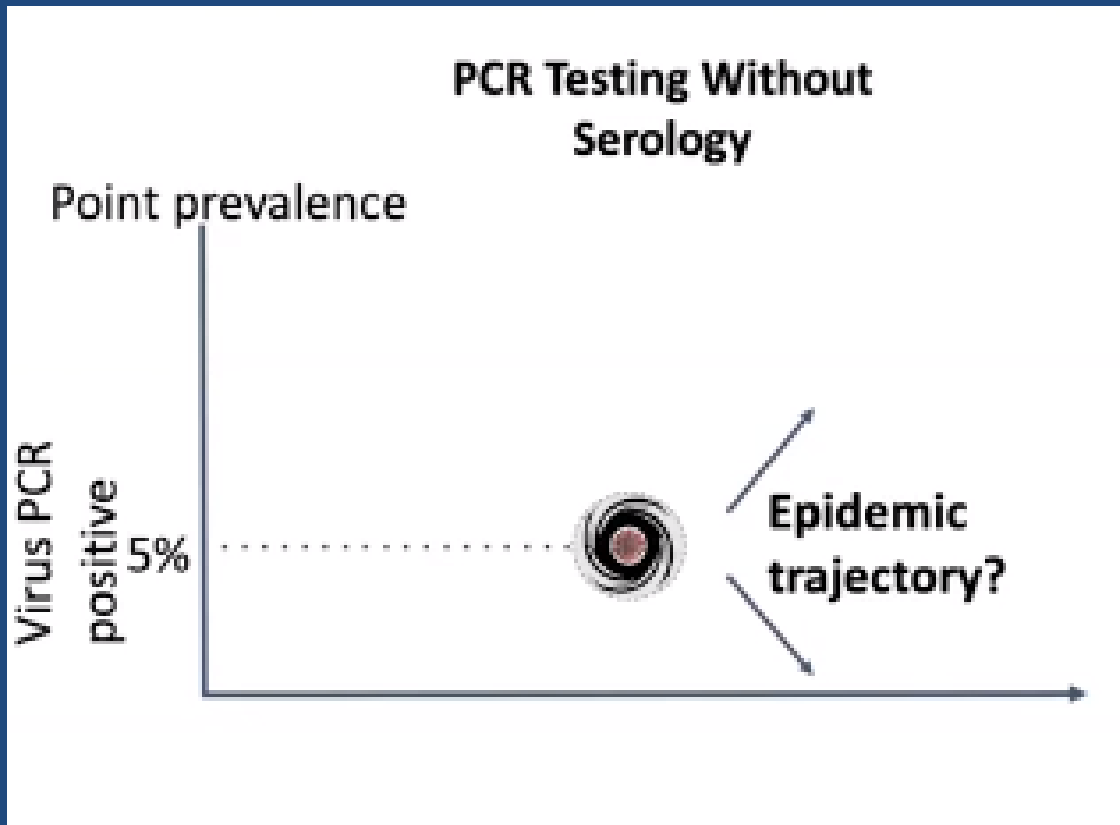 PCR Testing Without
Serology
Point prevalence
Virus PCR
positive
5%
Epidemic
trajectory?